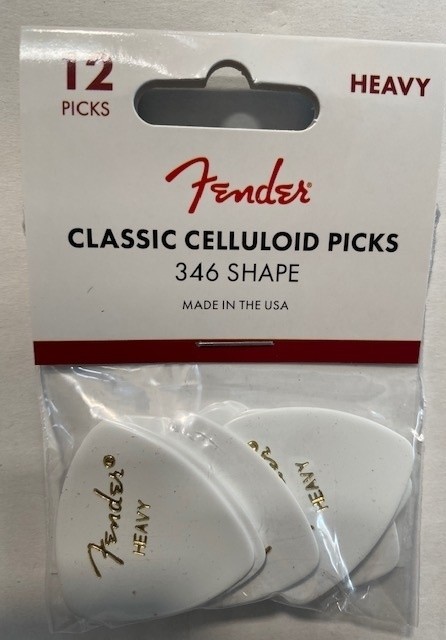 12
PICKS
HEAVY
Fender®
CLASSIC CELLULOID PICKS
346 SHAPE
MADE IN THE USA
Fender®
HEAVY
HEAVY